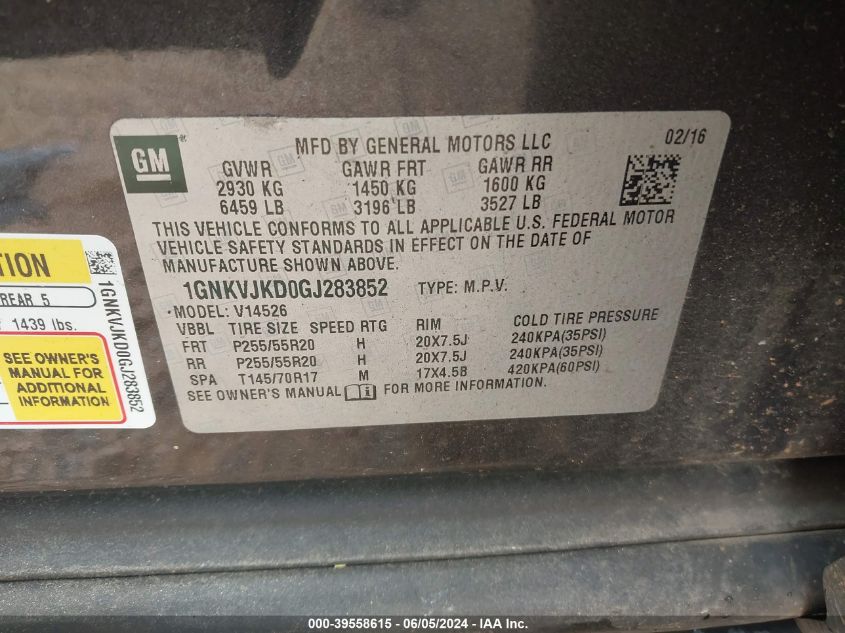 GM
MFD BY GENERAL MOTORS LLC 02/16
GVWR GAWR FRT GAWR RR
2930 KG 1450 KG 1600 KG
6459 LB 3196 LB 3527 LB
THIS VEHICLE CONFORMS TO ALL APPLICABLE U.S. FEDERAL MOTOR
VEHICLE SAFETY STANDARDS IN EFFECT ON THE DATE OF
MANUFACTURE SHOWN ABOVE.
1GNKVJKD0GJ283852 TYPE: M.P.V.
MODEL: V14526
VBBL TIRE SIZE SPEED RTG RIM COLD TIRE PRESSURE
FRT P255/55R20 H 20X7.5J 240KPA(35PSI)
RR P255/55R20 H 20X7.5J 240KPA(35PSI)
SPA T145/70R17 M 17X4.5B 420KPA(60PSI)
SEE OWNER'S MANUAL FOR MORE INFORMATION.
TION
REAR 5
: 1439 lbs.
SEE OWNER'S
MANUAL FOR
ADDITIONAL
INFORMATION
1GNKVJKD0GJ283852
000-39558615 - 06/05/2024 - IAA Inc.